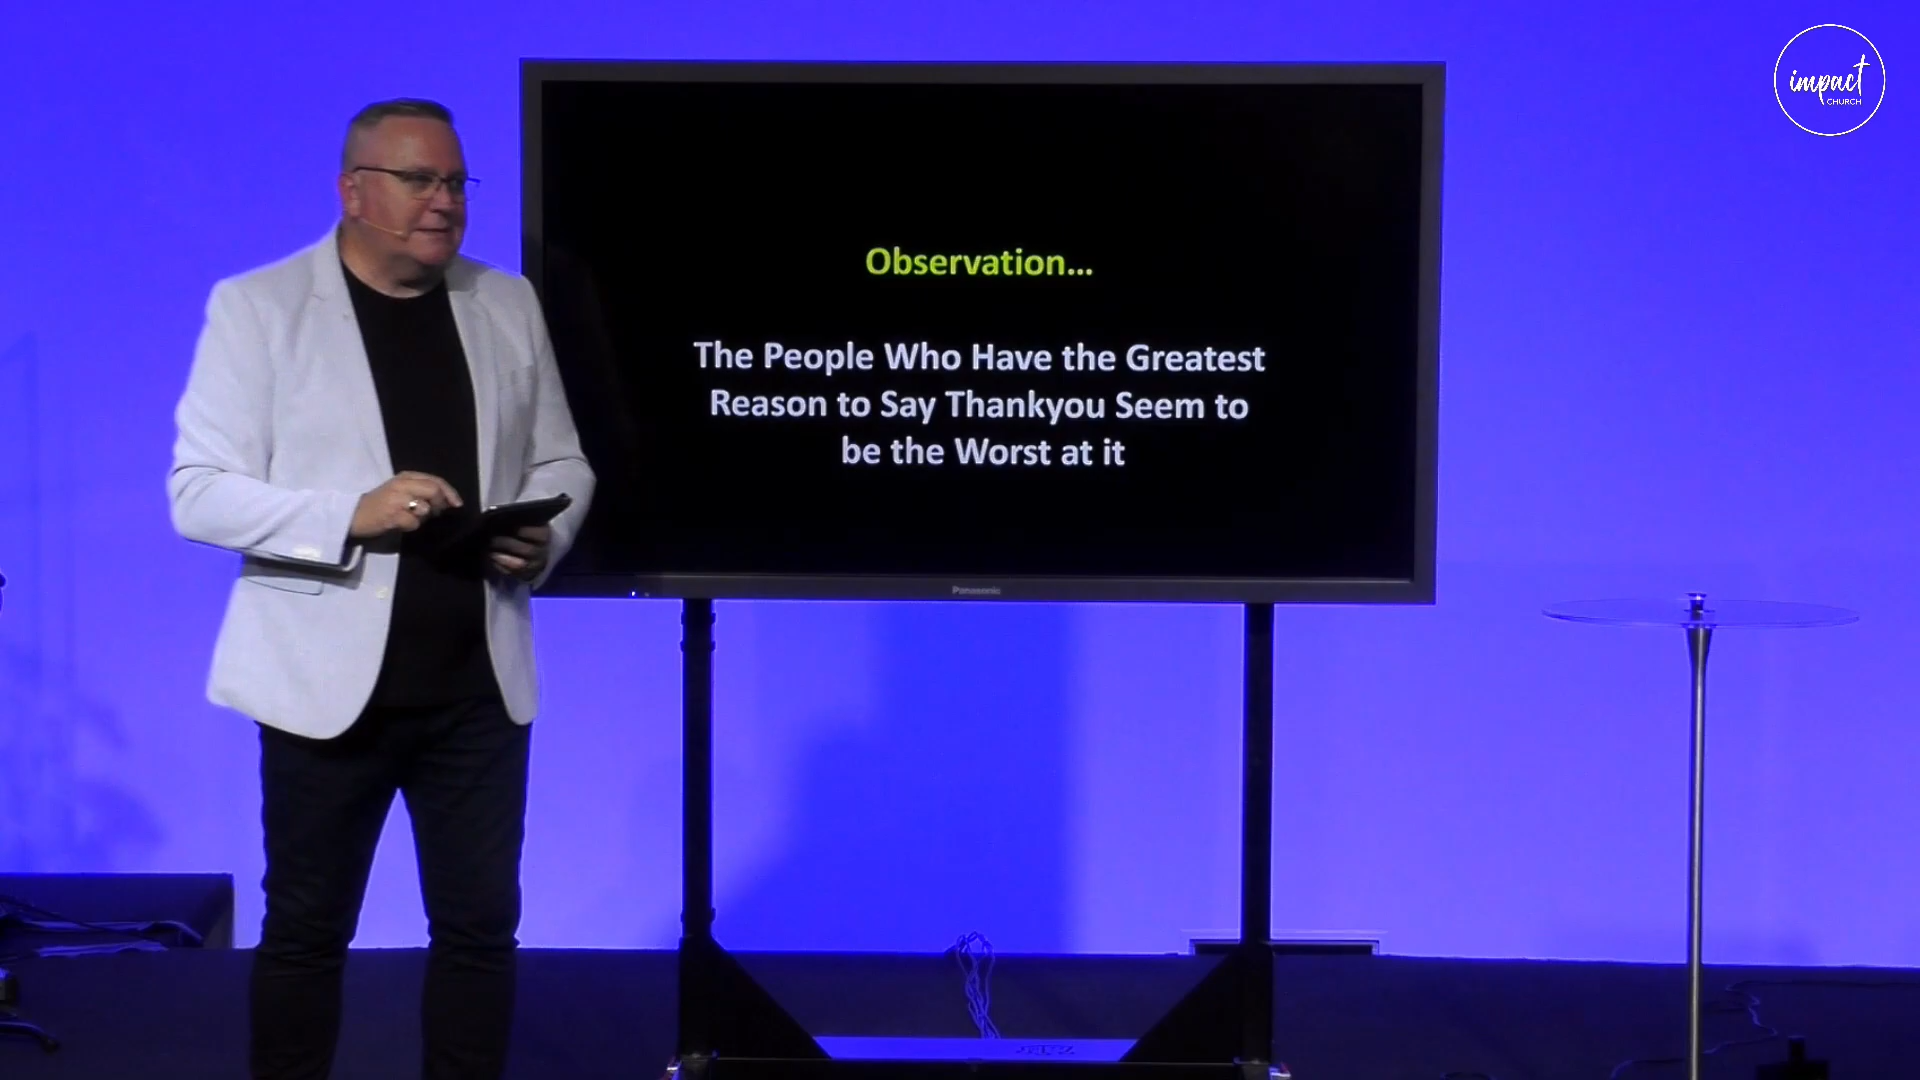 impact
CHURCH
Observation...
The People Who Have the Greatest
Reason to Say Thankyou Seem to
be the Worst at it
Panasonic